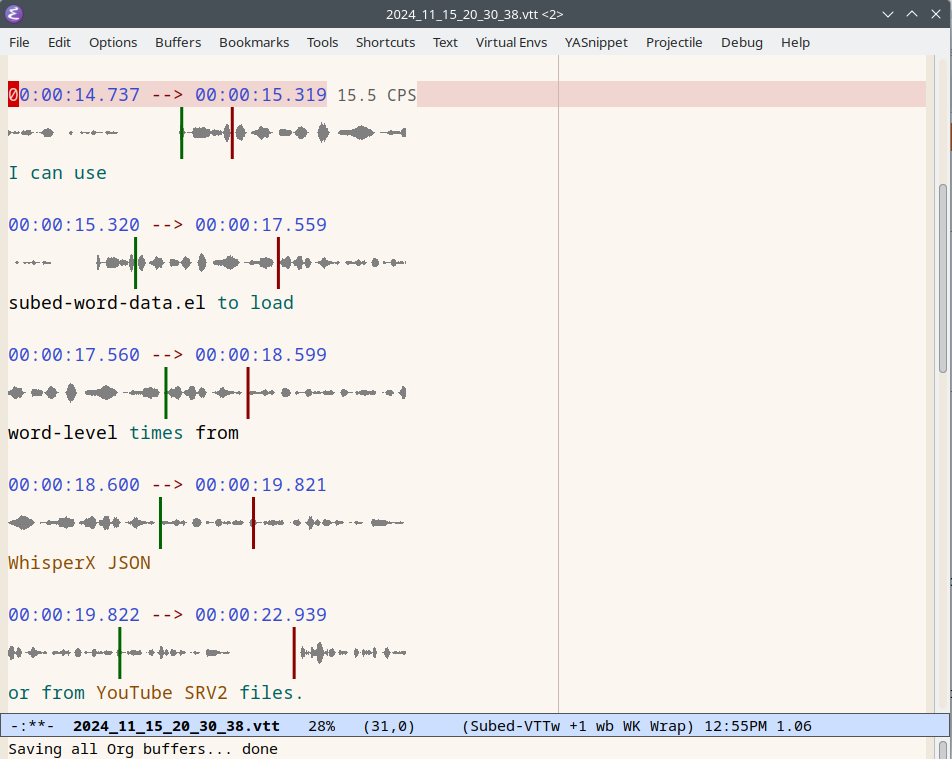 2024_11_15_20_30_38.vtt <2>
File Edit Options Buffers Bookmarks Tools Shortcuts Text Virtual Envs YASnippet Projectile Debug Help
00:00:14.737 --> 00:00:15.319 15.5 CPS
I can use
00:00:15.320 --> 00:00:17.559
subed-word-data.el to load
00:00:17.560 --> 00:00:18.599
word-level times from
00:00:18.600 --> 00:00:19.821
WhisperX JSON
00:00:19.822 --> 00:00:22.939
or from YouTube SRV2 files.
-:**- 2024_11_15_20_30_38.vtt 28% (31,0) (Subed-VTTw +1 wb WK Wrap) 12:55PM 1.06
Saving all Org buffers... done